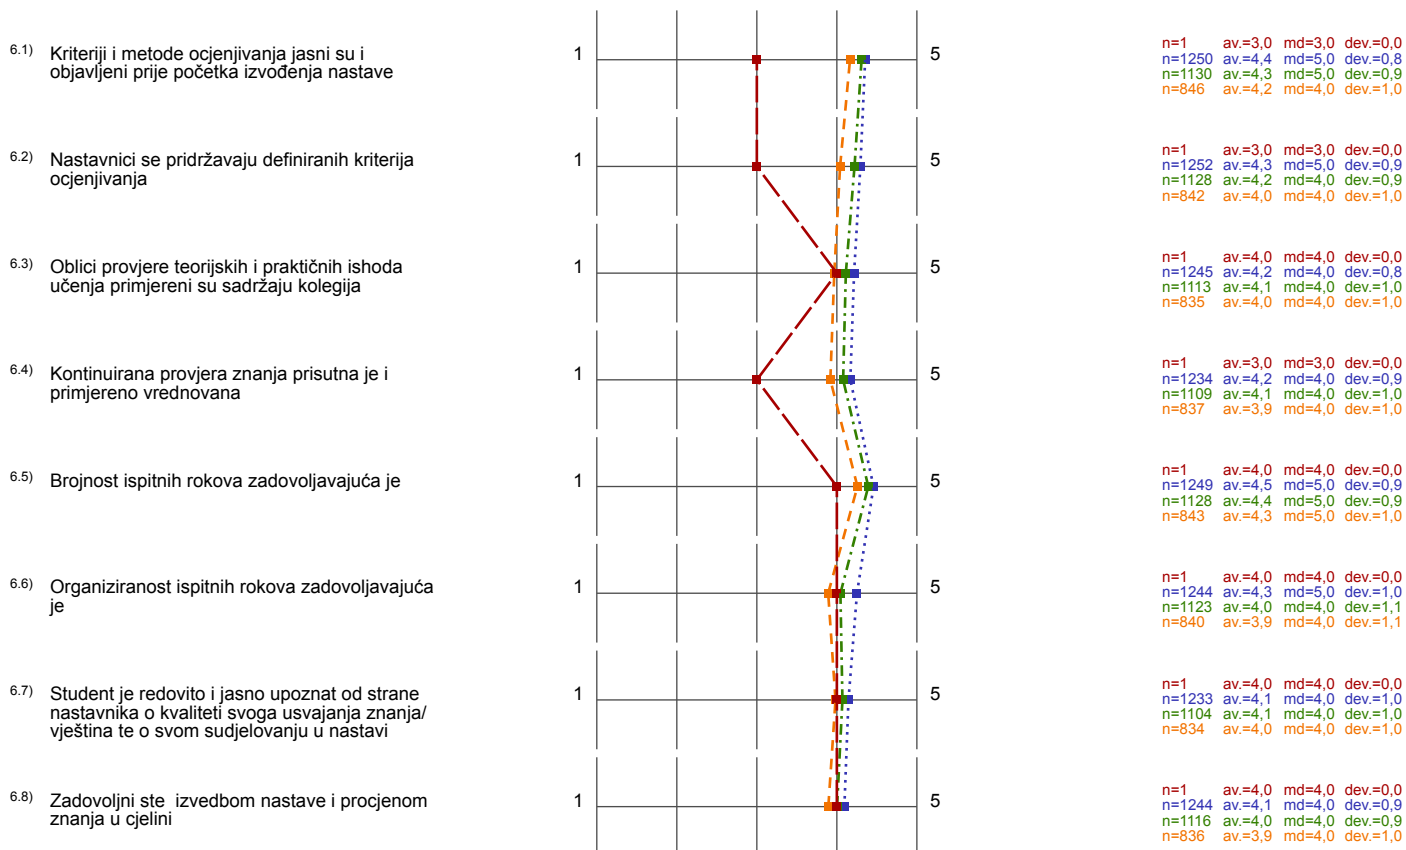 6.1) Kriteriji i metode ocjenjivanja jasni su i
objavljeni prije početka izvođenja nastave
1 5
n=1 av.=3,0 md=3,0 dev.=0,0
n=1250 av.=4,4 md=5,0 dev.=0,8
n=1130 av.=4,3 md=5,0 dev.=0,9
n=846 av.=4,2 md=4,0 dev.=1,0
6.2) Nastavnici se pridržavaju definiranih kriterija
ocjenjivanja
1 5
n=1 av.=3,0 md=3,0 dev.=0,0
n=1252 av.=4,3 md=5,0 dev.=0,9
n=1128 av.=4,2 md=4,0 dev.=0,9
n=842 av.=4,0 md=4,0 dev.=1,0
6.3) Oblici provjere teorijskih i praktičnih ishoda
učenja primjereni su sadržaju kolegija
1 5
n=1 av.=4,0 md=4,0 dev.=0,0
n=1245 av.=4,2 md=4,0 dev.=0,8
n=1113 av.=4,1 md=4,0 dev.=1,0
n=835 av.=4,0 md=4,0 dev.=1,0
6.4) Kontinuirana provjera znanja prisutna je i
primjereno vrednovana
1 5
n=1 av.=3,0 md=3,0 dev.=0,0
n=1234 av.=4,2 md=4,0 dev.=0,9
n=1109 av.=4,1 md=4,0 dev.=1,0
n=837 av.=3,9 md=4,0 dev.=1,0
6.5) Brojnost ispitnih rokova zadovoljavajuća je
1 5
n=1 av.=4,0 md=4,0 dev.=0,0
n=1249 av.=4,5 md=5,0 dev.=0,9
n=1128 av.=4,4 md=5,0 dev.=0,9
n=843 av.=4,3 md=5,0 dev.=1,0
6.6) Organiziranost ispitnih rokova zadovoljavajuća
je
1 5
n=1 av.=4,0 md=4,0 dev.=0,0
n=1244 av.=4,3 md=5,0 dev.=1,0
n=1123 av.=4,0 md=4,0 dev.=1,1
n=840 av.=3,9 md=4,0 dev.=1,1
6.7) Student je redovito i jasno upoznat od strane
nastavnika o kvaliteti svoga usvajanja znanja/
vještina te o svom sudjelovanju u nastavi
1 5
n=1 av.=4,0 md=4,0 dev.=0,0
n=1233 av.=4,1 md=4,0 dev.=1,0
n=1104 av.=4,1 md=4,0 dev.=1,0
n=834 av.=4,0 md=4,0 dev.=1,0
6.8) Zadovoljni ste izvedbom nastave i procjenom
znanja u cjelini
1 5
n=1 av.=4,0 md=4,0 dev.=0,0
n=1244 av.=4,1 md=4,0 dev.=0,9
n=1116 av.=4,0 md=4,0 dev.=0,9
n=836 av.=3,9 md=4,0 dev.=1,0